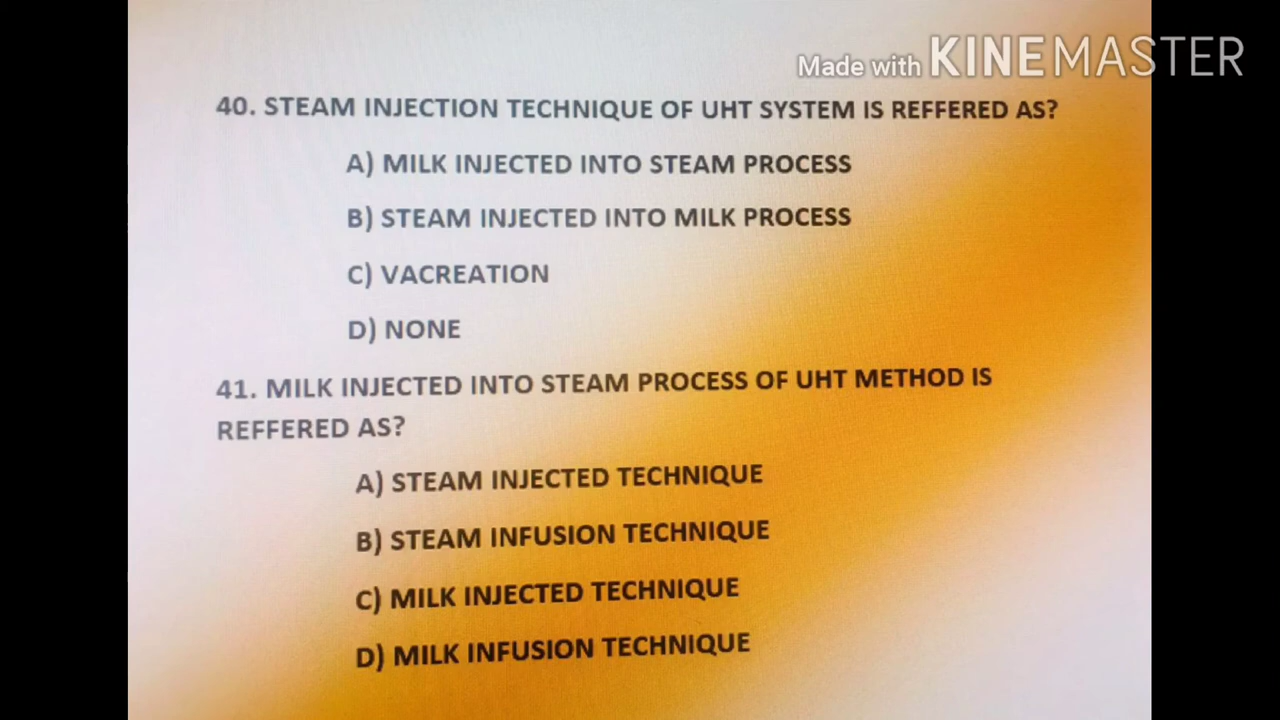 Made with KINEMASTER
40. STEAM INJECTION TECHNIQUE OF UHT SYSTEM IS REFFERED AS?
A) MILK INJECTED INTO STEAM PROCESS
B) STEAM INJECTED INTO MILK PROCESS
C) VACREATION
D) NONE
41. MILK INJECTED INTO STEAM PROCESS OF UHT METHOD IS
REFFERED AS?
A) STEAM INJECTED TECHNIQUE
B) STEAM INFUSION TECHNIQUE
C) MILK INJECTED TECHNIQUE
D) MILK INFUSION TECHNIQUE